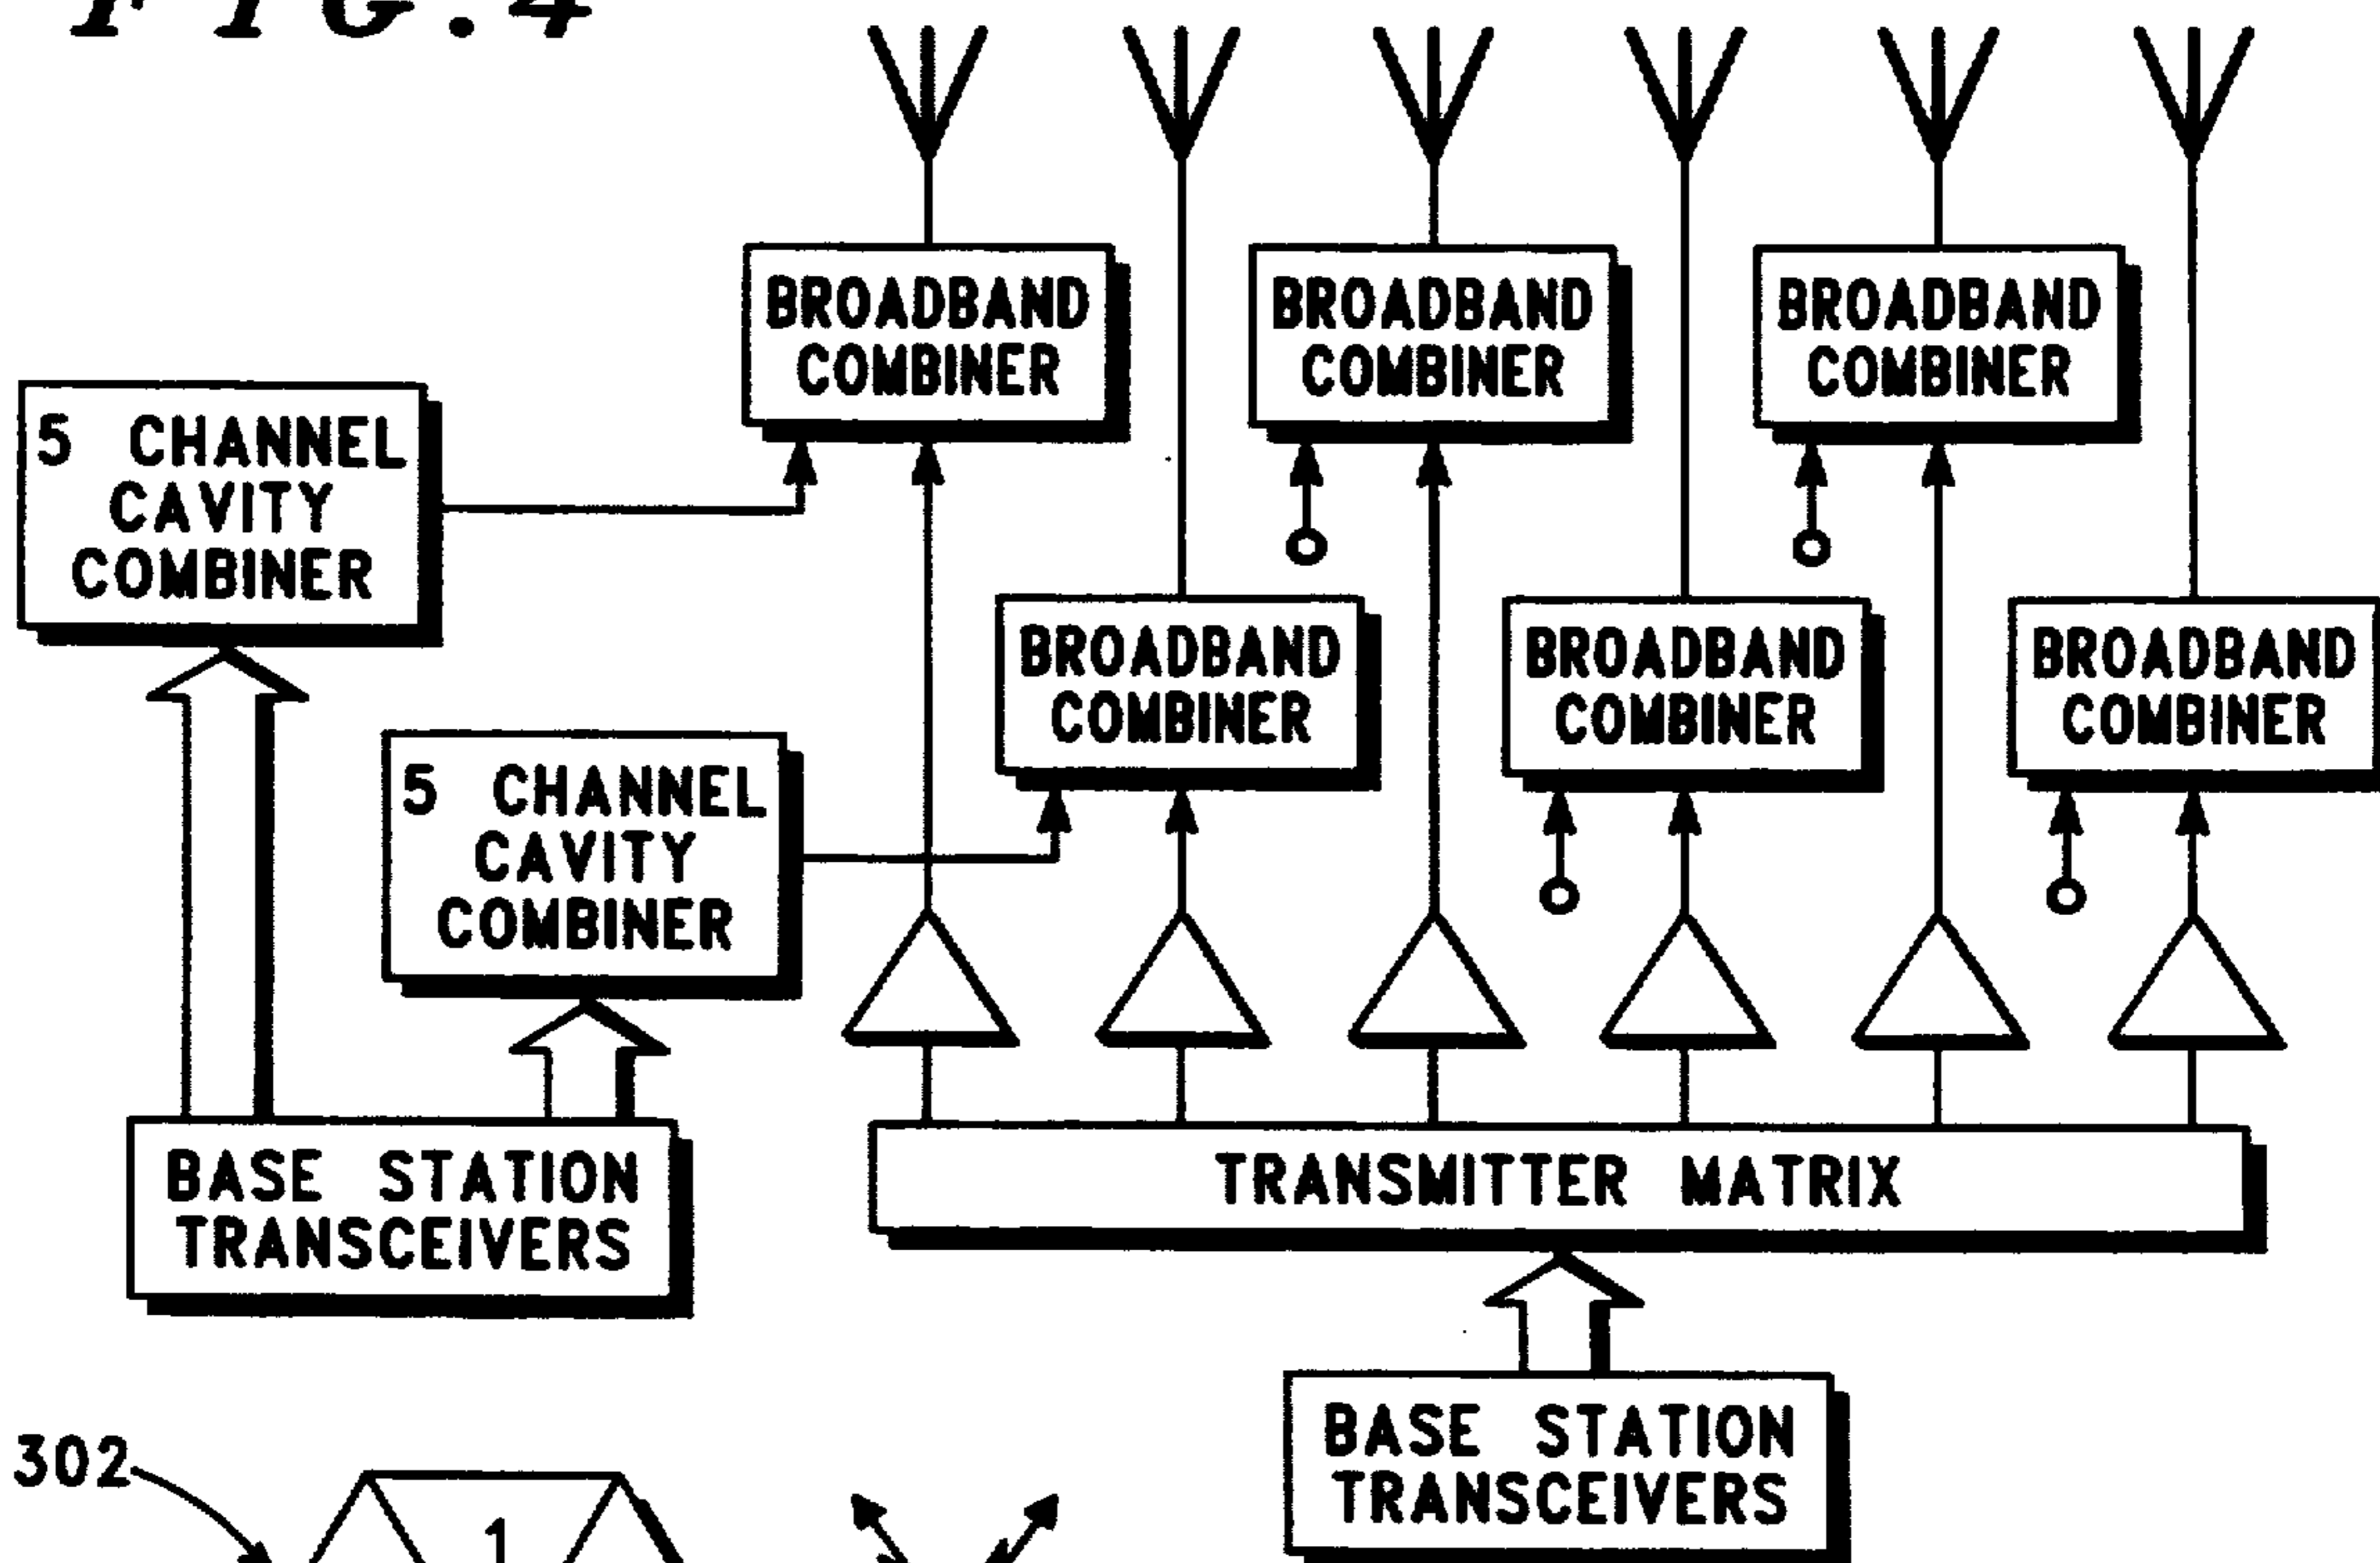 FIG.4
BROADBAND
COMBINER
BROADBAND
COMBINER
BROADBAND
COMBINER
5 CHANNEL
CAVITY
COMBINER
BROADBAND
COMBINER
BROADBAND
COMBINER
BROADBAND
COMBINER
5 CHANNEL
CAVITY
COMBINER
BASE STATION
TRANSCEIVERS
TRANSMITTER MATRIX
BASE STATION
TRANSCEIVERS
302
1